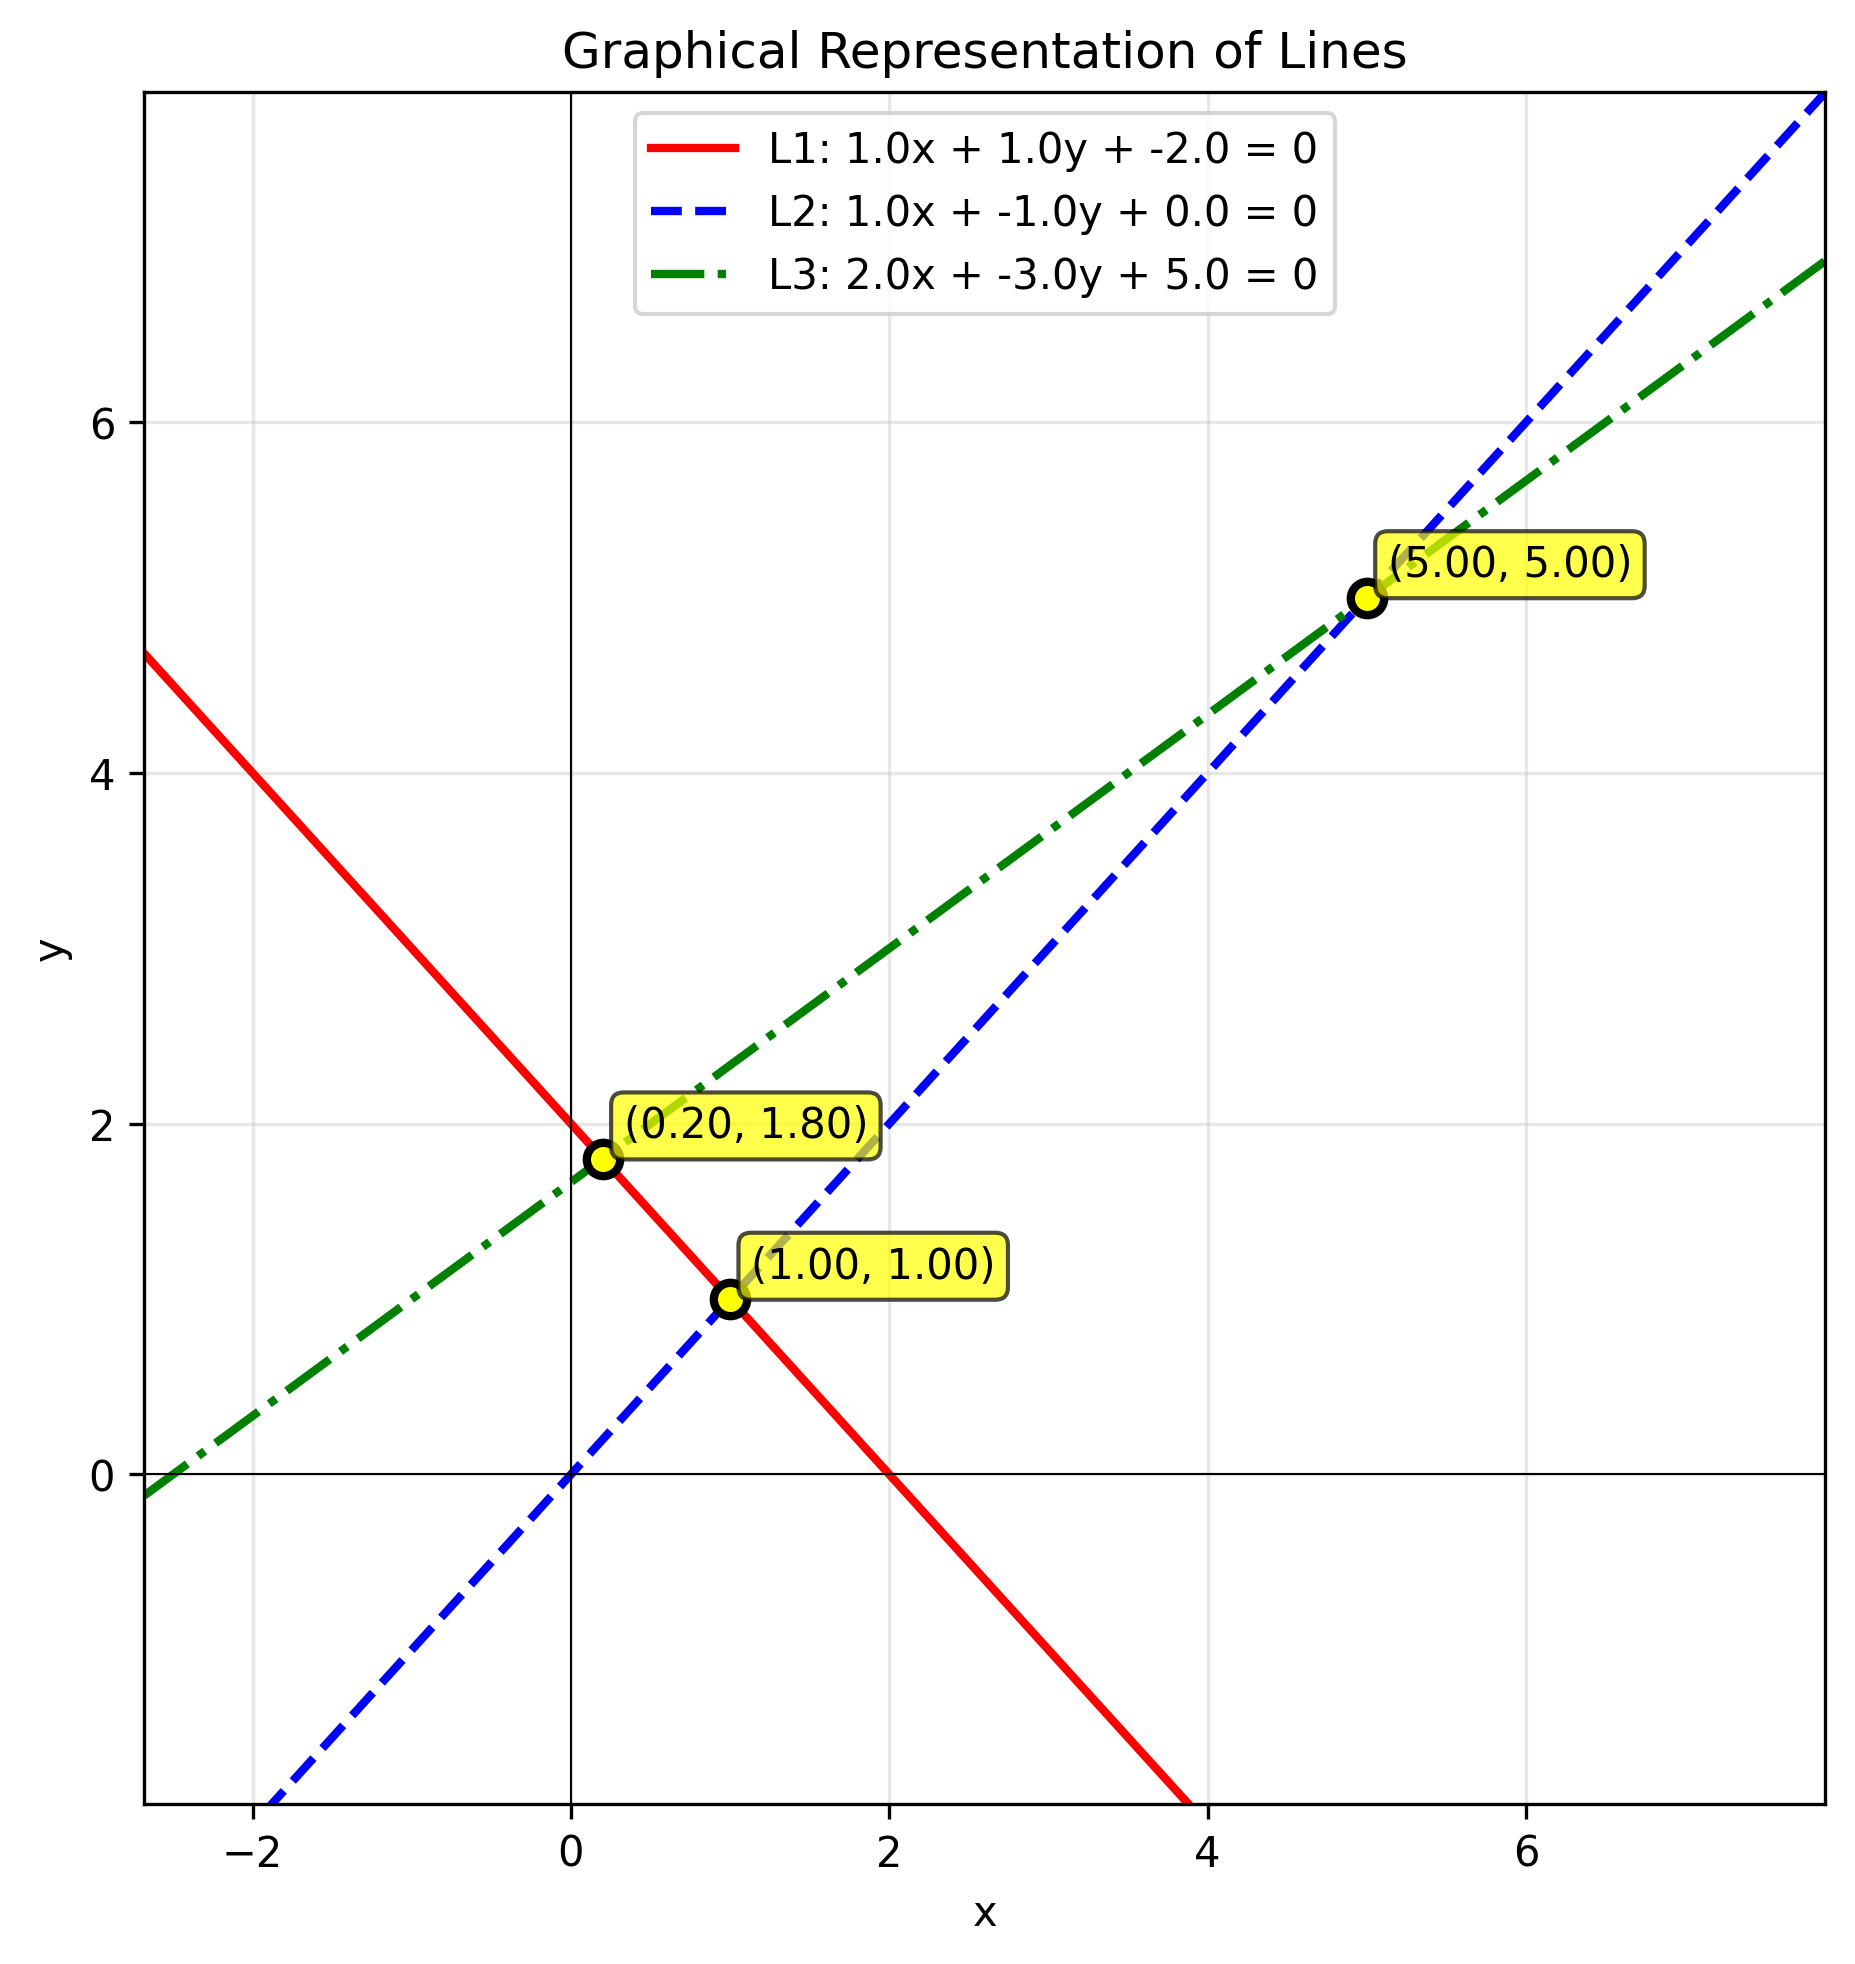 Graphical Representation of Lines
L1: 1.0x + 1.0y + -2.0 = 0
L2: 1.0x + -1.0y + 0.0 = 0
L3: 2.0x + -3.0y + 5.0 = 0
6
(5.00, 5.00)
4
y
2
(0.20, 1.80)
(1.00, 1.00)
0
−2 0 2 4 6
x